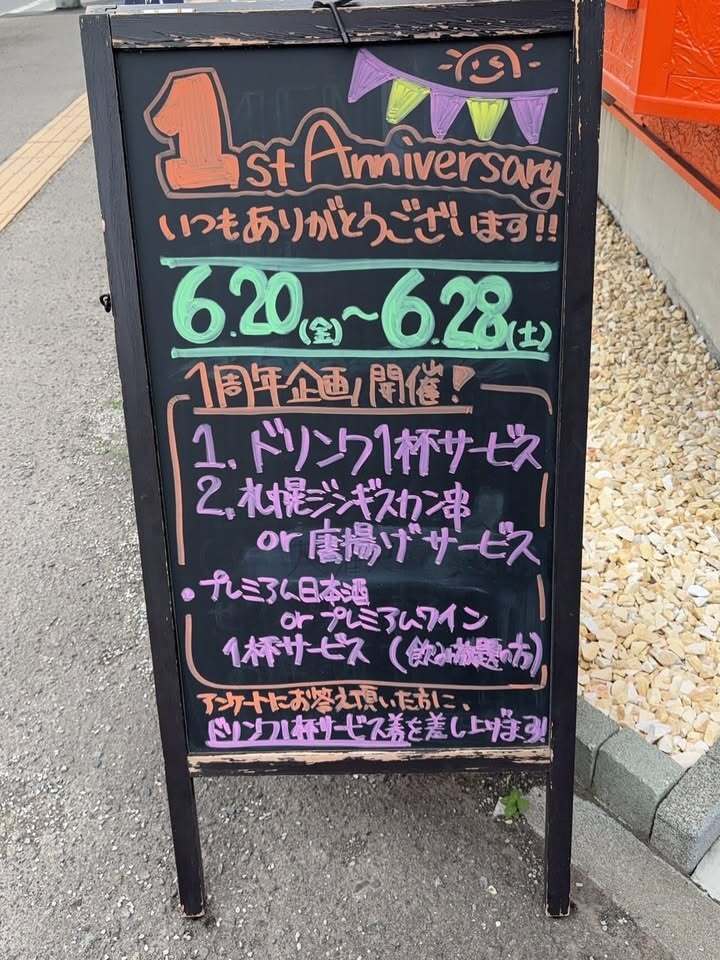 1st Anniversary
いつもありがとうございます!!
6.20(金)～6.28(土)
1周年企画開催!
1. ドリンク1杯サービス
2. 札幌ジンギスカン串
or 唐揚げサービス
・プレミアム日本酒
or プレミアムワイン
1杯サービス (飲み放題の方)
アンケートにお答え頂いた方に、
ドリンク1杯サービス券を差し上げます!